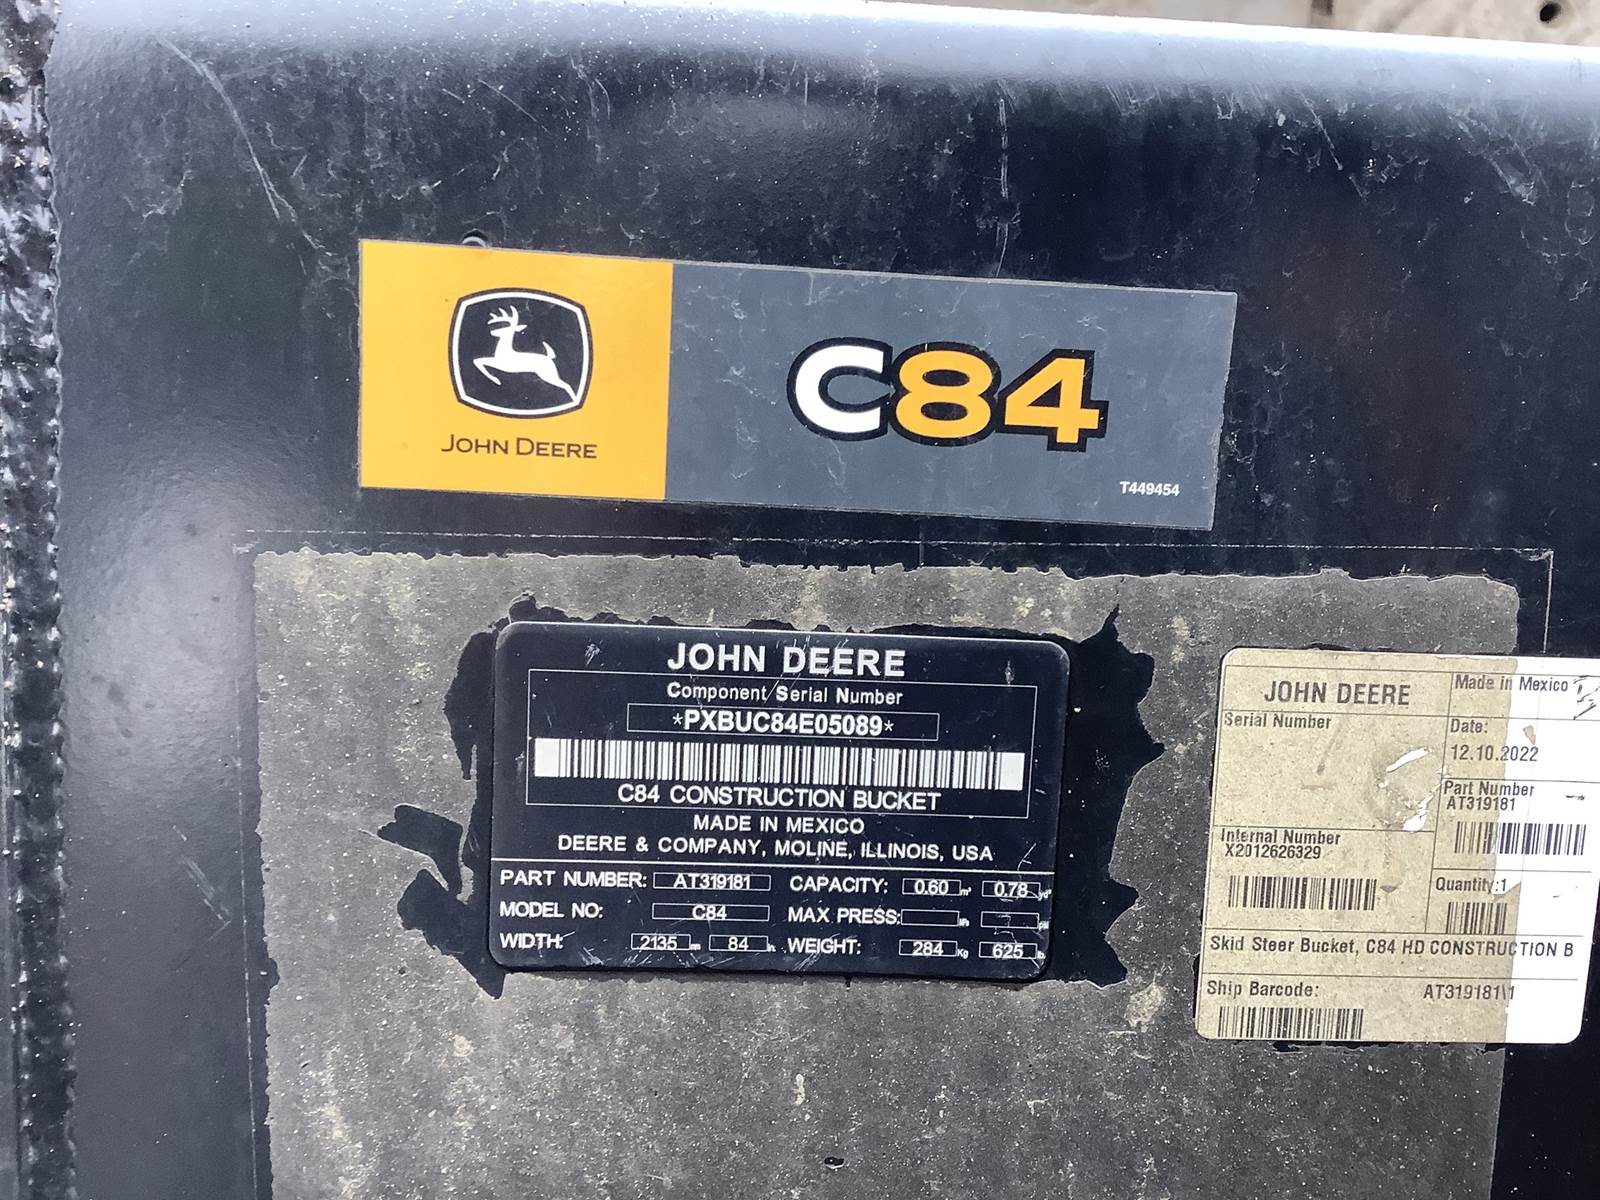 JOHN DEERE
C84
T449454
JOHN DEERE
Component Serial Number
*PXBUC84E05089*
C84 CONSTRUCTION BUCKET
MADE IN MEXICO
DEERE & COMPANY, MOLINE, ILLINOIS, USA
PART NUMBER: AT319181 CAPACITY: 0.60 m³ 0.78 yd³
MODEL NO: C84 MAX PRESS:
WIDTH: 2135 84 WEIGHT: 284 Kg 625 lb.
JOHN DEERE
Made in Mexico
Serial Number
Date:
12.10.2022
Part Number
AT319181
Internal Number
X2012626329
Quantity:1
Skid Steer Bucket, C84 HD CONSTRUCTION B
Ship Barcode: AT319181\1